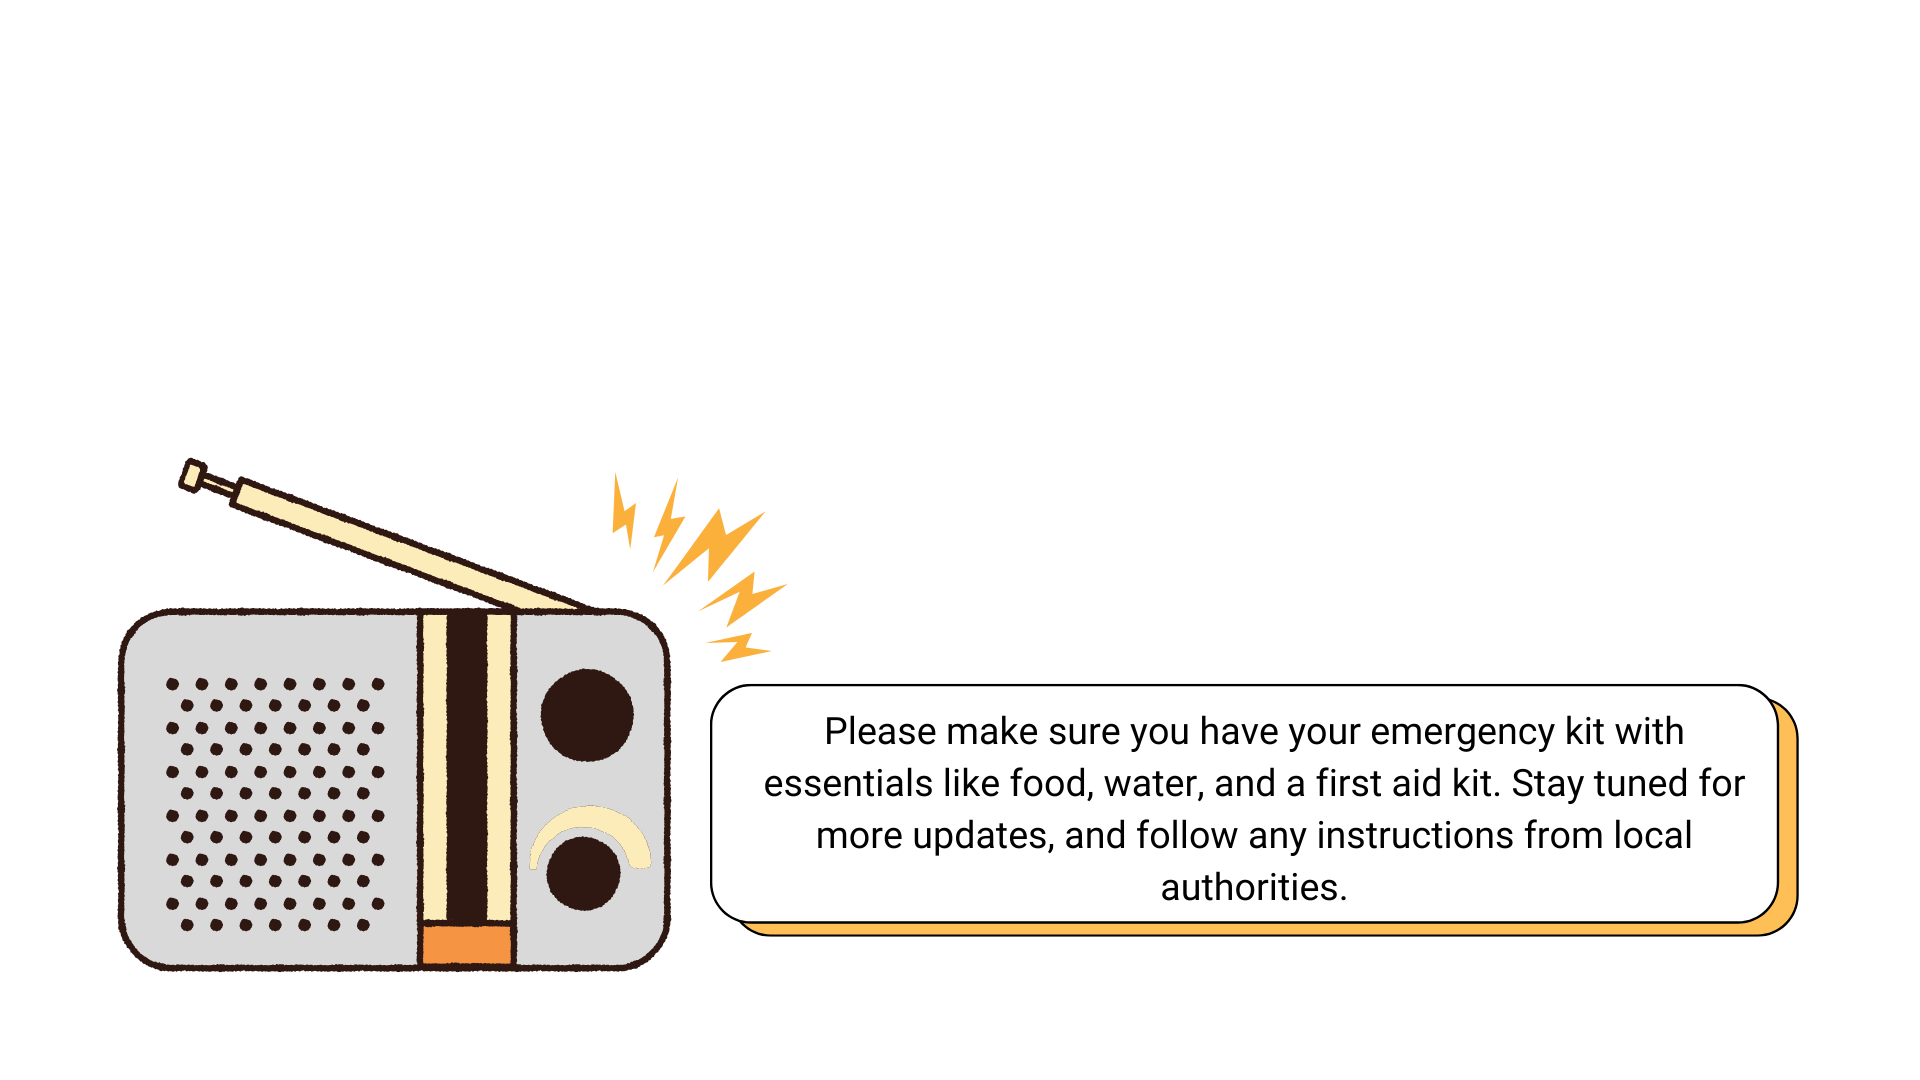 Please make sure you have your emergency kit with
essentials like food, water, and a first aid kit. Stay tuned for
more updates, and follow any instructions from local
authorities.